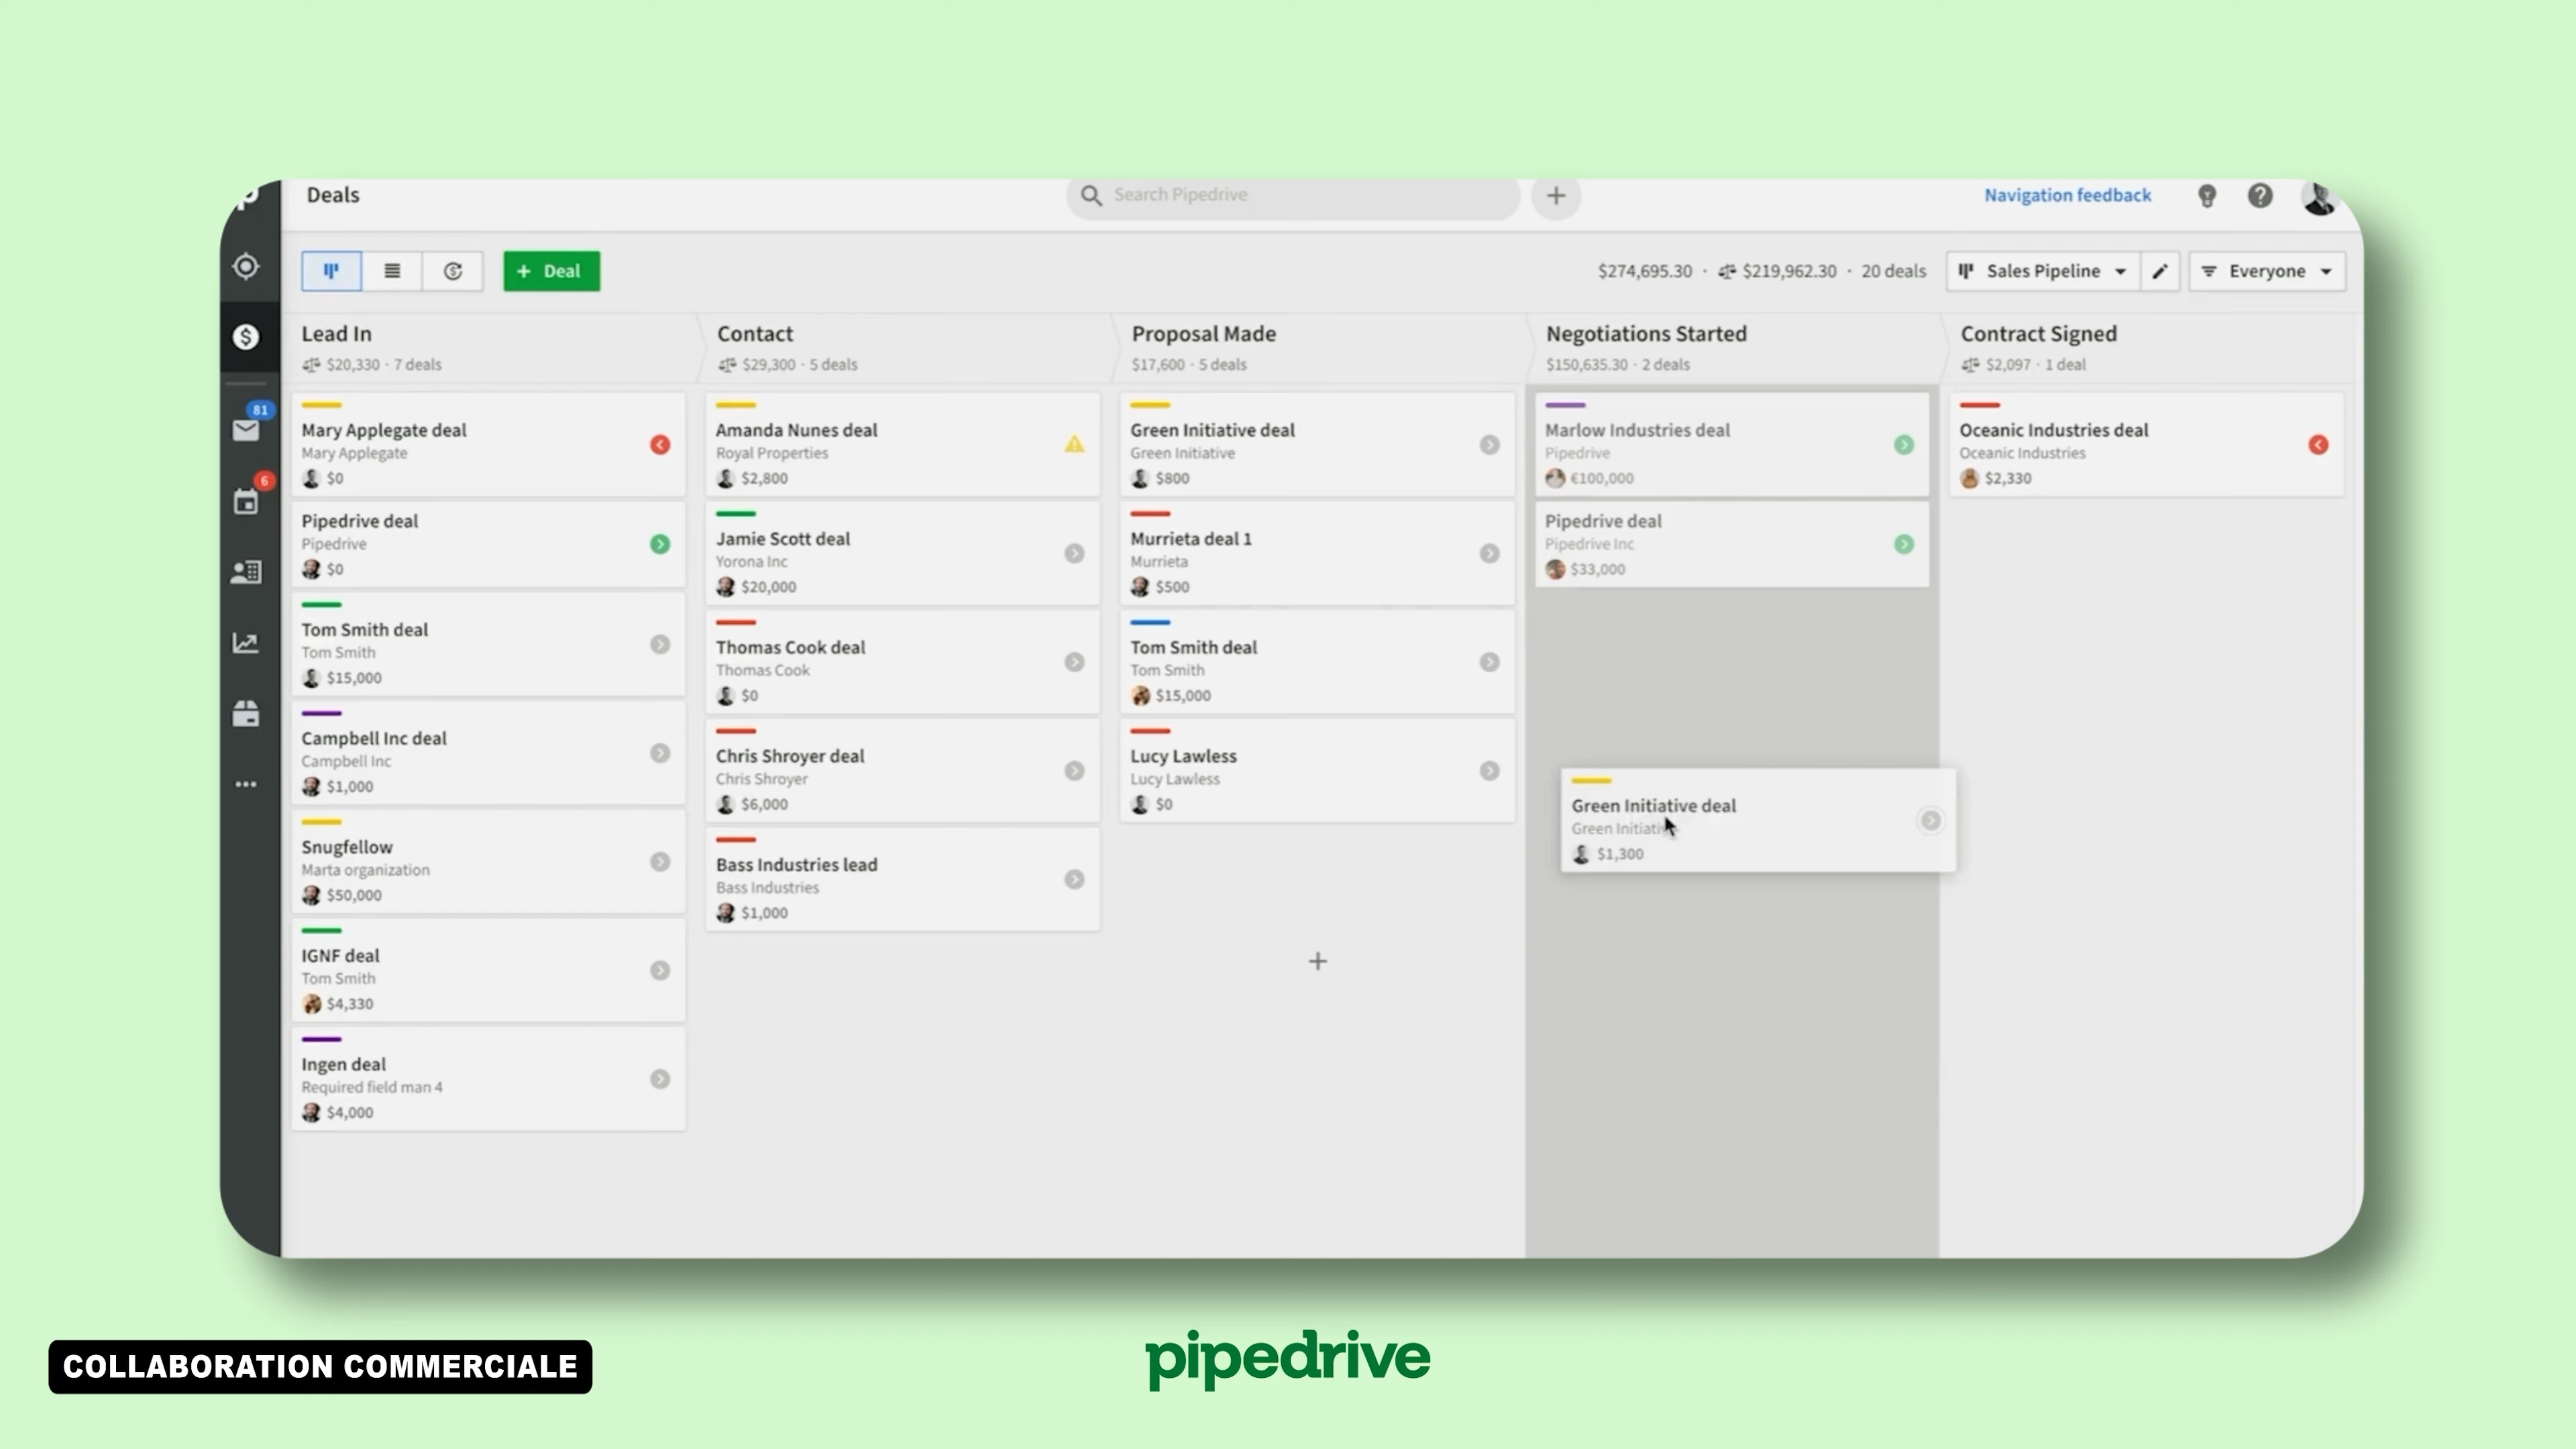 Deals
Search Pipedrive
Navigation feedback
+ Deal
$274,695.30 · $219,962.30 · 20 deals
Sales Pipeline
Everyone
Lead In
$20,330 · 7 deals
Contact
$29,300 · 5 deals
Proposal Made
$17,600 · 5 deals
Negotiations Started
$150,635.30 · 2 deals
Contract Signed
$2,097 · 1 deal
81
6
Mary Applegate deal
Mary Applegate
$0
Pipedrive deal
Pipedrive
$0
Tom Smith deal
Tom Smith
$15,000
Campbell Inc deal
Campbell Inc
$1,000
Snugfellow
Marta organization
$50,000
IGNF deal
Tom Smith
$4,330
Ingen deal
Required field man 4
$4,000
Amanda Nunes deal
Royal Properties
$2,800
Jamie Scott deal
Yorona Inc
$20,000
Thomas Cook deal
Thomas Cook
$0
Chris Shroyer deal
Chris Shroyer
$6,000
Bass Industries lead
Bass Industries
$1,000
Green Initiative deal
Green Initiative
$800
Murrieta deal 1
Murrieta
$500
Tom Smith deal
Tom Smith
$15,000
Lucy Lawless
Lucy Lawless
$0
Marlow Industries deal
Pipedrive
€100,000
Pipedrive deal
Pipedrive Inc
$33,000
Green Initiative deal
Green Initiative
$1,300
Oceanic Industries deal
Oceanic Industries
$2,330
COLLABORATION COMMERCIALE
pipedrive